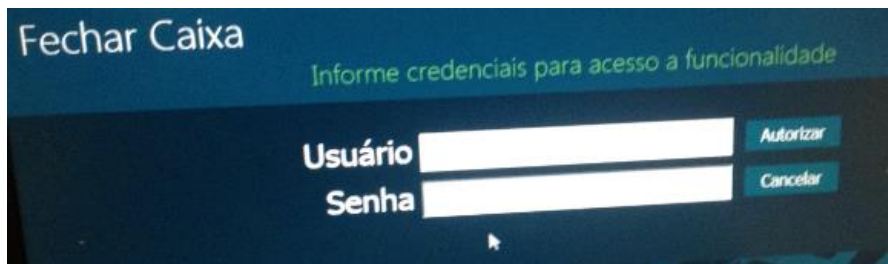 Fechar Caixa
Informe credenciais para acesso a funcionalidade
Usuário
Autorizar
Senha
Cancelar